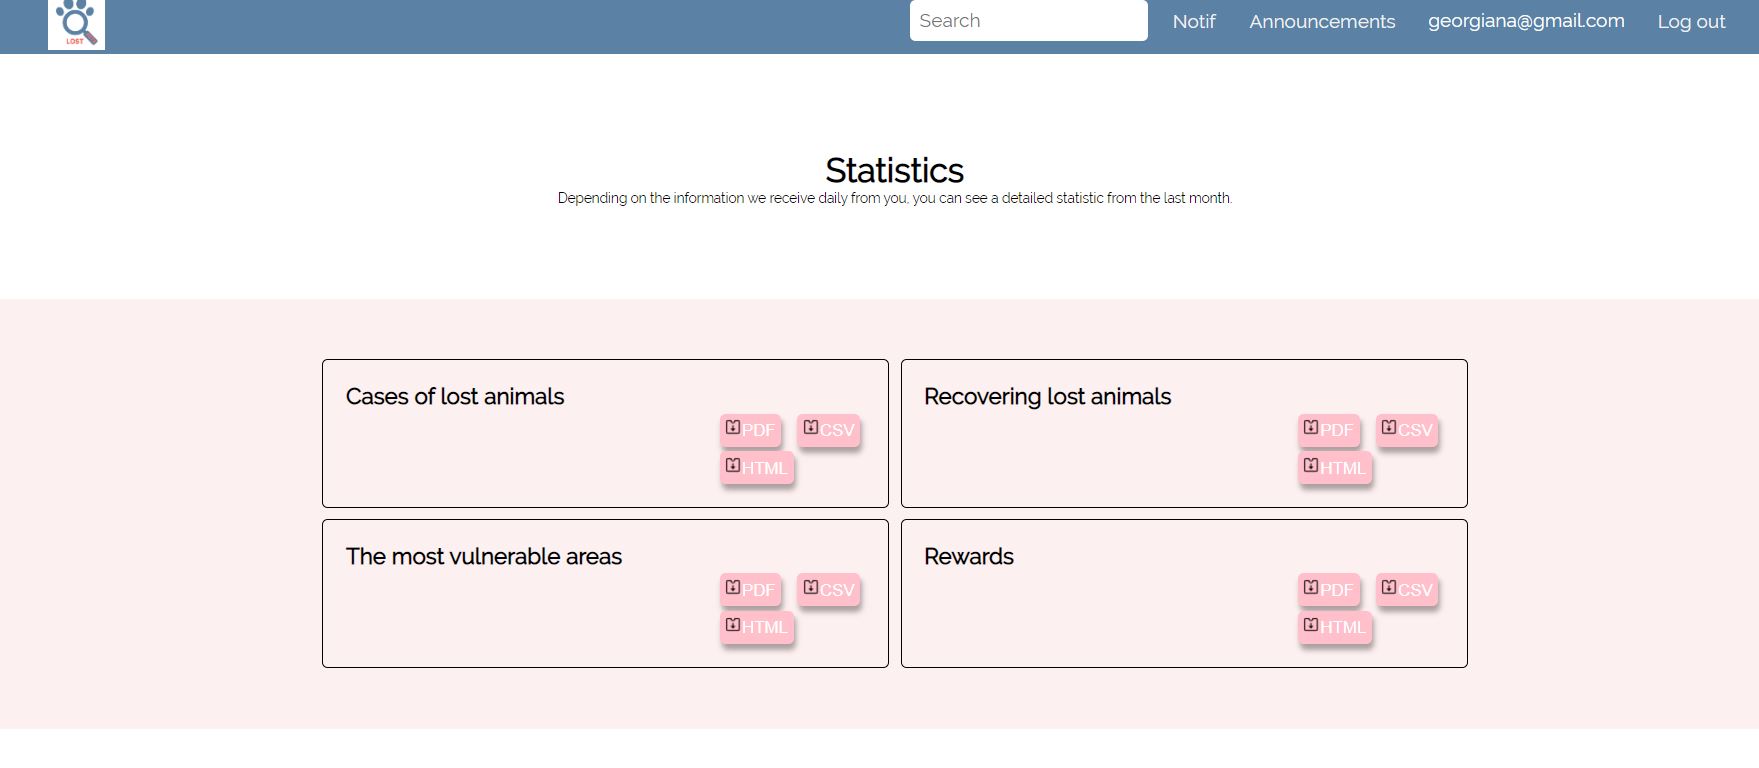 LOST
Search
Notif
Announcements
georgiana@gmail.com
Log out
Statistics
Depending on the information we receive daily from you, you can see a detailed statistic from the last month.
Cases of lost animals
PDF CSV
HTML
Recovering lost animals
PDF CSV
HTML
The most vulnerable areas
PDF CSV
HTML
Rewards
PDF CSV
HTML